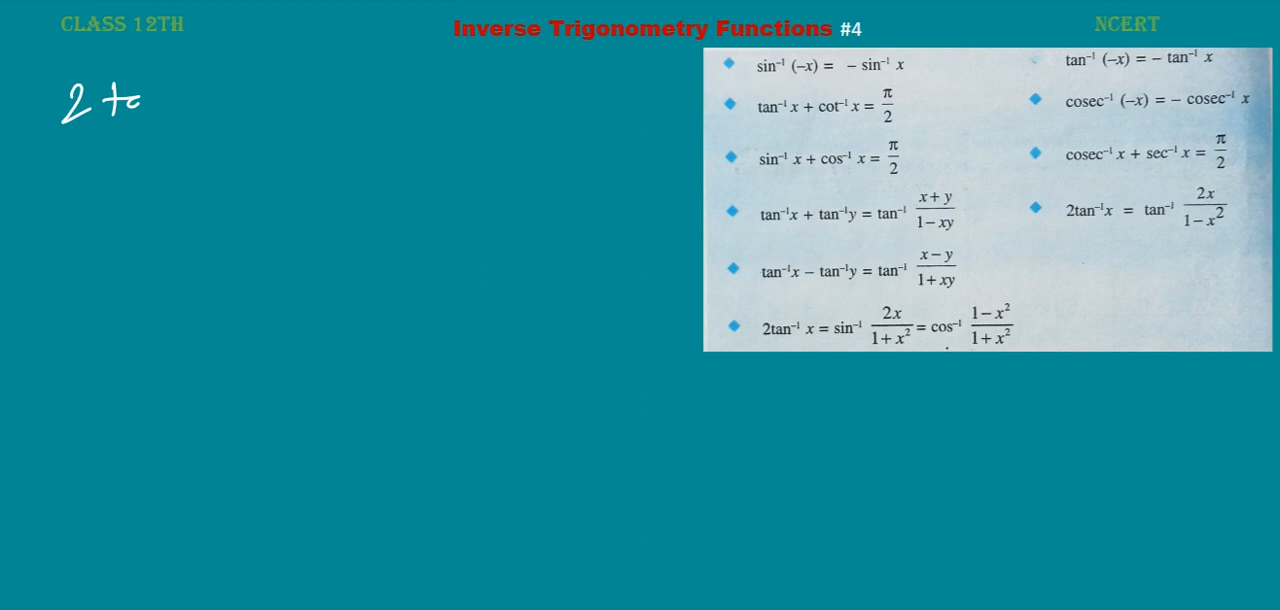 CLASS 12TH
Inverse Trigonometry Functions #4
NCERT
2 ta
sin⁻¹ (–x) = – sin⁻¹ x
tan⁻¹ x + cot⁻¹ x = π/2
sin⁻¹ x + cos⁻¹ x = π/2
tan⁻¹x + tan⁻¹y = tan⁻¹ (x+y)/(1–xy)
tan⁻¹x – tan⁻¹y = tan⁻¹ (x–y)/(1+xy)
2tan⁻¹ x = sin⁻¹ 2x/(1+x²) = cos⁻¹ (1–x²)/(1+x²)
tan⁻¹ (–x) = – tan⁻¹ x
cosec⁻¹ (–x) = – cosec⁻¹ x
cosec⁻¹ x + sec⁻¹ x = π/2
2tan⁻¹x = tan⁻¹ 2x/(1–x²)